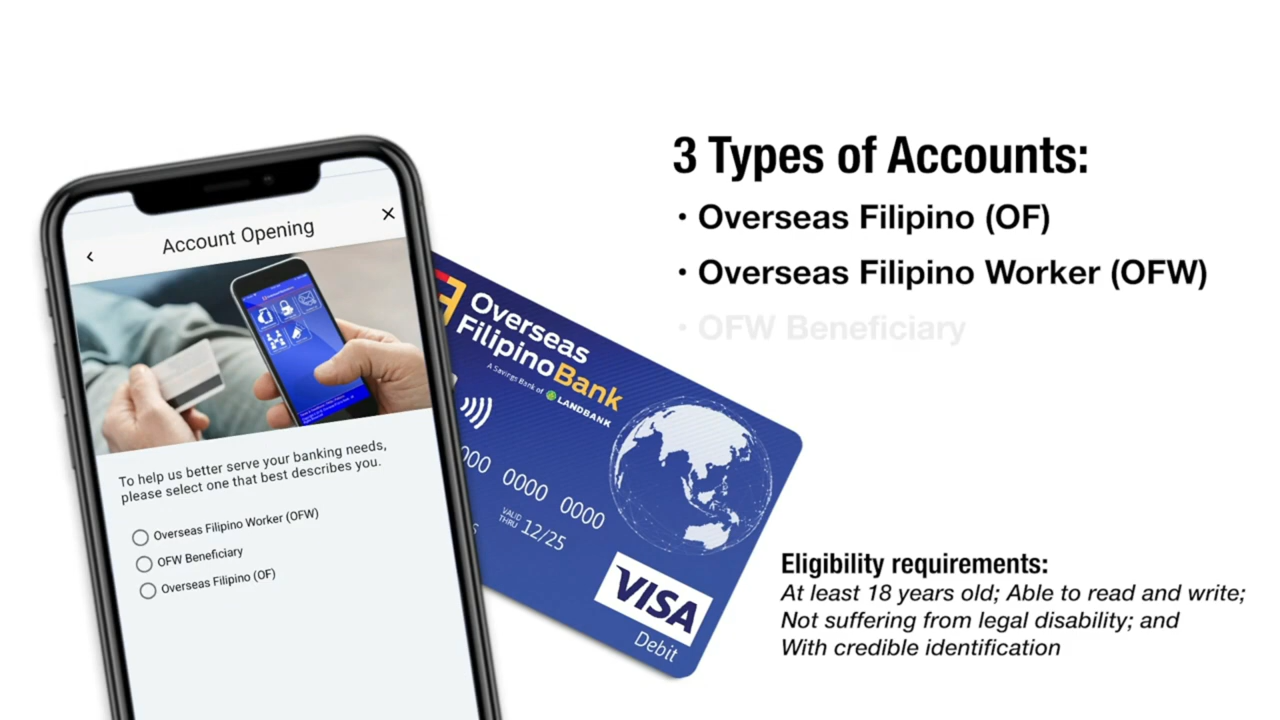 3 Types of Accounts:
• Overseas Filipino (OF)
• Overseas Filipino Worker (OFW)
• OFW Beneficiary
Account Opening
To help us better serve your banking needs,
please select one that best describes you.
Overseas Filipino Worker (OFW)
OFW Beneficiary
Overseas Filipino (OF)
Overseas
FilipinoBank
A Savings Bank of LANDBANK
000 0000 0000
VALID
THRU 12/25
VISA
Debit
Eligibility requirements:
At least 18 years old; Able to read and write;
Not suffering from legal disability; and
With credible identification